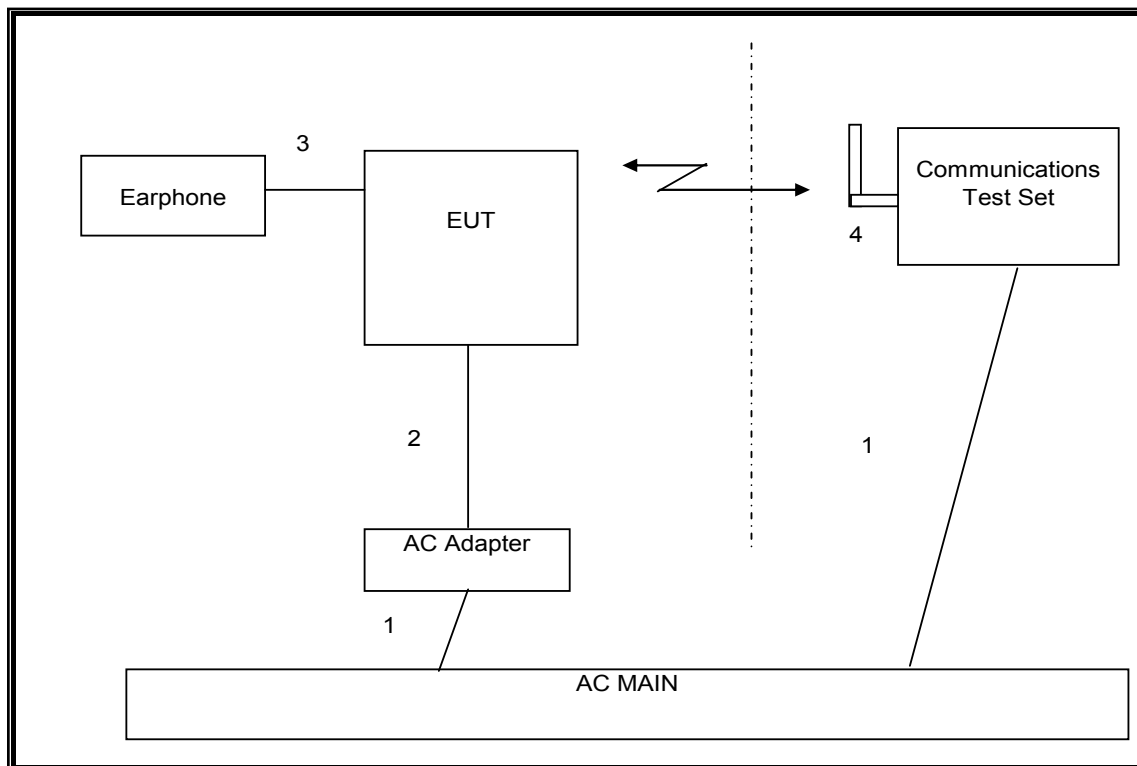 3
Earphone
EUT
Communications
Test Set
4
2
1
AC Adapter
1
AC MAIN